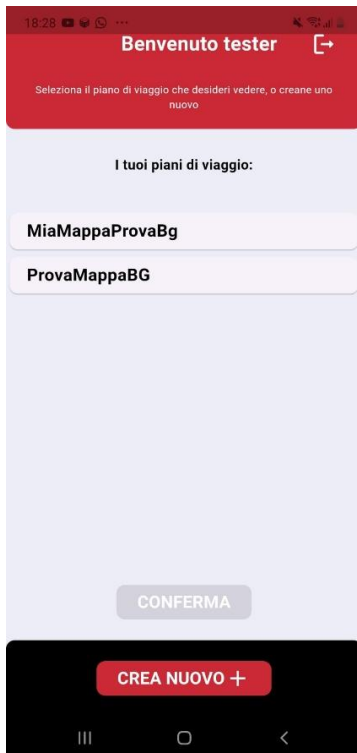 18:28
Benvenuto tester
Seleziona il piano di viaggio che desideri vedere, o creane uno
nuovo
I tuoi piani di viaggio:
MiaMappaProvaBg
ProvaMappaBG
CONFERMA
CREA NUOVO +